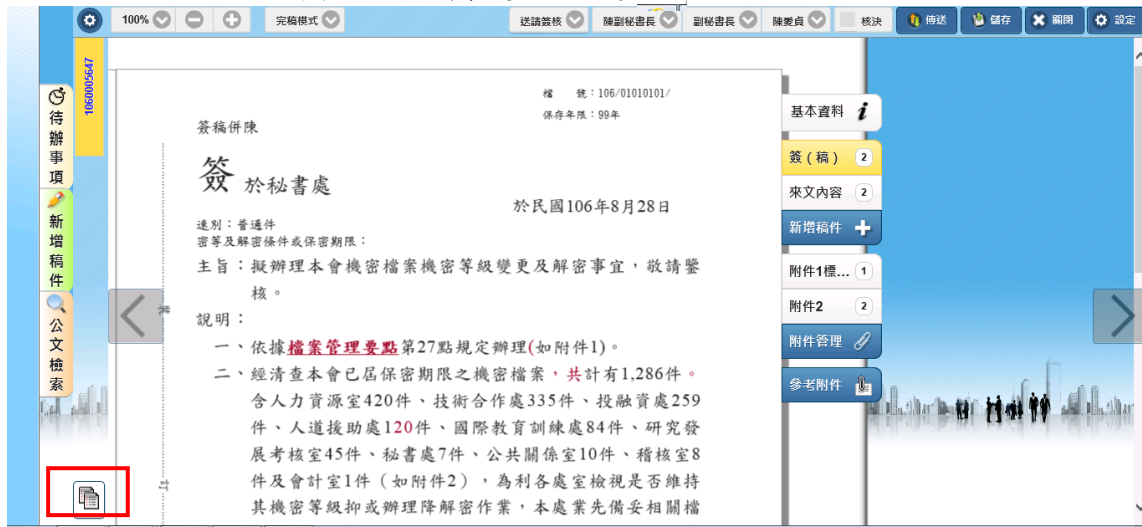 100%
完稿模式
送請簽核
陳副秘書長
副秘書長
陳愛貞
核決
傳送
儲存
關閉
設定
1060005647
待辦事項
新增稿件
公文檢索
檔 號：106/01010101/
保存年限：99年
簽稿併陳
簽 於秘書處
於民國106年8月28日
速別：普通件
密等及解密條件或保密期限：
主旨：擬辦理本會機密檔案機密等級變更及解密事宜，敬請鑒
核。
說明：
一、依據檔案管理要點第27點規定辦理(如附件1)。
二、經清查本會已屆保密期限之機密檔案，共計有1,286件。
含人力資源室420件、技術合作處335件、投融資處259
件、人道援助處120件、國際教育訓練處84件、研究發
展考核室45件、秘書處7件、公共關係室10件、稽核室8
件及會計室1件（如附件2），為利各處室檢視是否維持
其機密等級抑或辦理降解密作業，本處業先備妥相關檔
訂
基本資料
簽(稿) 2
來文內容 2
新增稿件
附件1標... 1
附件2 2
附件管理
參考附件